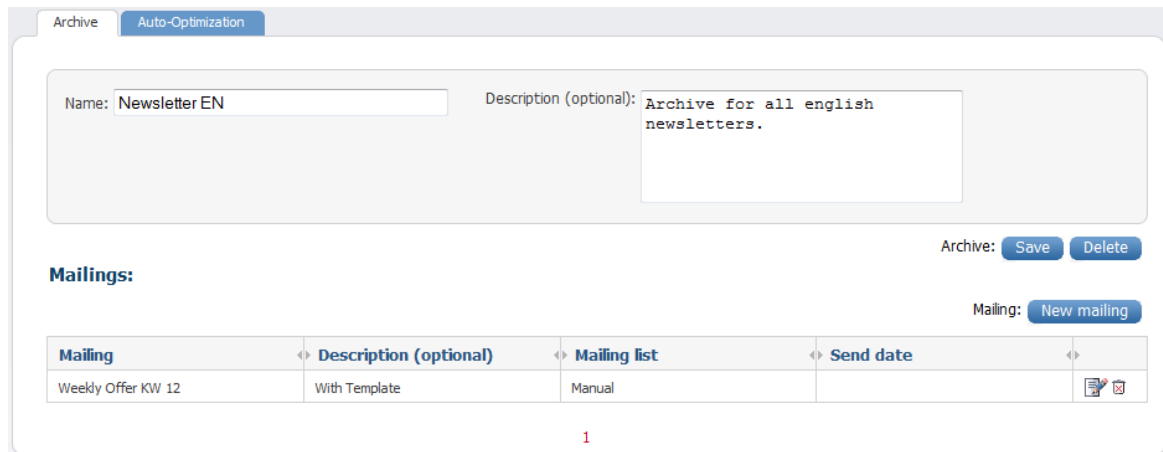 Archive Auto-Optimization
Name: Newsletter EN Description (optional): Archive for all english
newsletters.
Archive: Save Delete
Mailings:
Mailing: New mailing
Mailing Description (optional) Mailing list Send date
Weekly Offer KW 12 With Template Manual
1